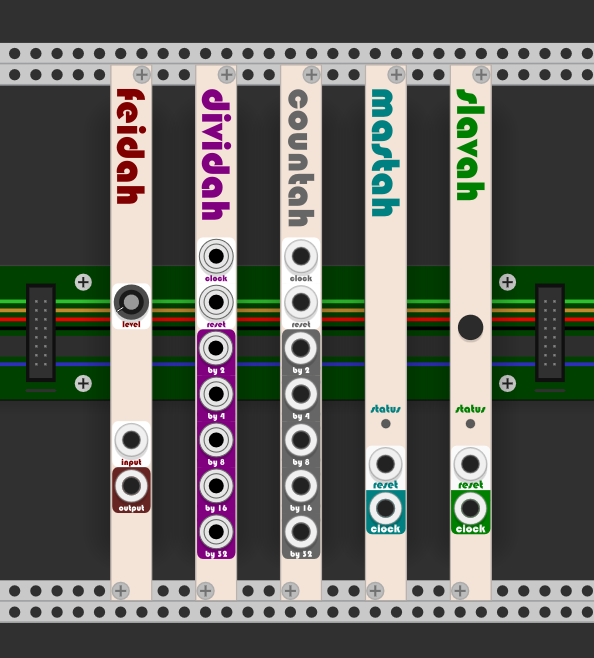 feidah
level
input
output
dividah
clock
reset
by 2
by 4
by 8
by 16
by 32
countah
clock
reset
by 2
by 4
by 8
by 16
by 32
mastah
status
reset
clock
slavah
status
reset
clock